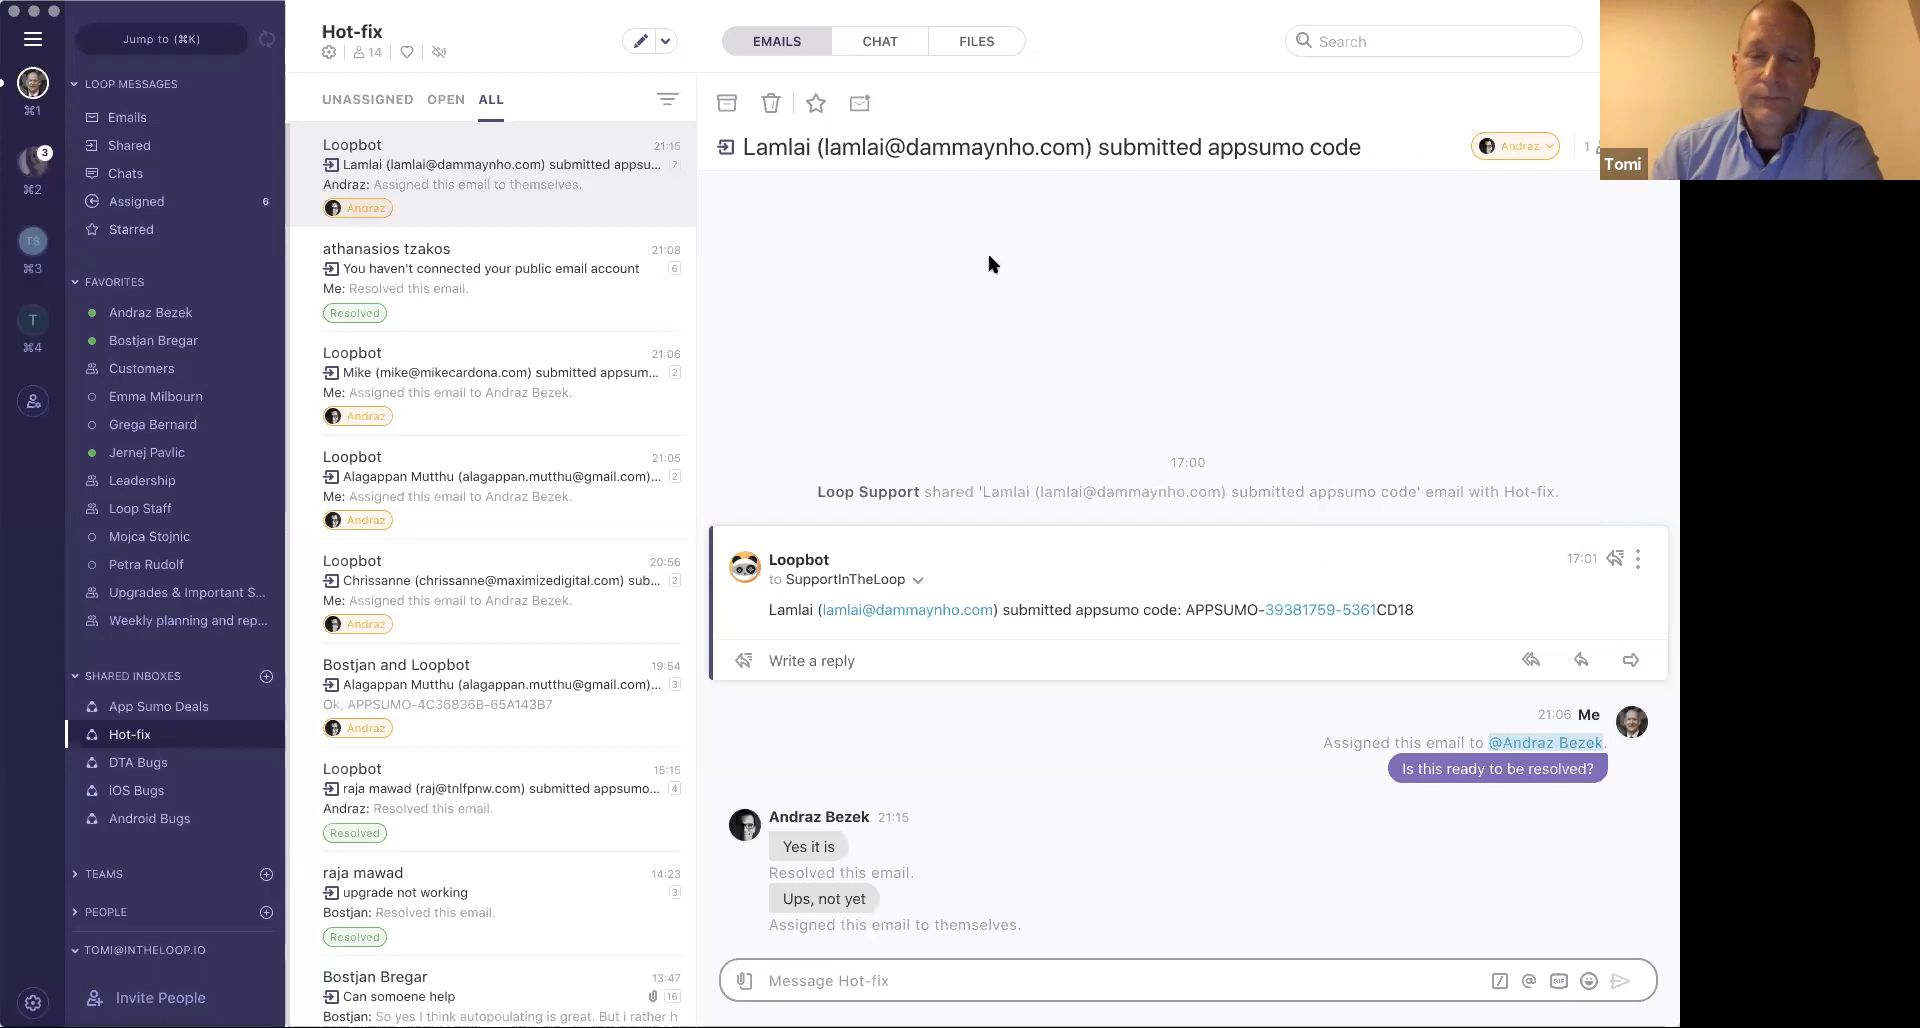 Jump to (⌘K)
⌘1
3
⌘2
TS
⌘3
T
⌘4
LOOP MESSAGES
Emails
Shared
Chats
Assigned 6
Starred
FAVORITES
Andraz Bezek
Bostjan Bregar
Customers
Emma Milbourn
Grega Bernard
Jernej Pavlic
Leadership
Loop Staff
Mojca Stojnic
Petra Rudolf
Upgrades & Important S...
Weekly planning and rep...
SHARED INBOXES
App Sumo Deals
Hot-fix
DTA Bugs
iOS Bugs
Android Bugs
TEAMS
PEOPLE
TOMI@INTHELOOP.IO
Invite People
Hot-fix
14
UNASSIGNED OPEN ALL
Loopbot 21:15
Lamlai (lamlai@dammaynho.com) submitted appsu... 7
Andraz: Assigned this email to themselves.
Andraz
athanasios tzakos 21:08
You haven't connected your public email account 6
Me: Resolved this email.
Resolved
Loopbot 21:06
Mike (mike@mikecardona.com) submitted appsum... 2
Me: Assigned this email to Andraz Bezek.
Andraz
Loopbot 21:05
Alagappan Mutthu (alagappan.mutthu@gmail.com)... 2
Me: Assigned this email to Andraz Bezek.
Andraz
Loopbot 20:56
Chrissanne (chrissanne@maximizedigital.com) sub... 2
Me: Assigned this email to Andraz Bezek.
Andraz
Bostjan and Loopbot 19:54
Alagappan Mutthu (alagappan.mutthu@gmail.com)... 3
Ok, APPSUMO-4C36836B-65A143B7
Andraz
Loopbot 15:15
raja mawad (raj@tnlfpnw.com) submitted appsumo... 4
Andraz: Resolved this email.
Resolved
raja mawad 14:23
upgrade not working 3
Bostjan: Resolved this email.
Resolved
Bostjan Bregar 13:47
Can somoene help 16
Bostjan: So yes I think autopoulating is great. But i rather h
EMAILS CHAT FILES
Search
Lamlai (lamlai@dammaynho.com) submitted appsumo code
Andraz 1
17:00
Loop Support shared 'Lamlai (lamlai@dammaynho.com) submitted appsumo code' email with Hot-fix.
Loopbot 17:01
to SupportInTheLoop
Lamlai (lamlai@dammaynho.com) submitted appsumo code: APPSUMO-39381759-5361CD18
Write a reply
21:06 Me
Assigned this email to @Andraz Bezek.
Is this ready to be resolved?
Andraz Bezek 21:15
Yes it is
Resolved this email.
Ups, not yet
Assigned this email to themselves.
Message Hot-fix
GIF
Tomi